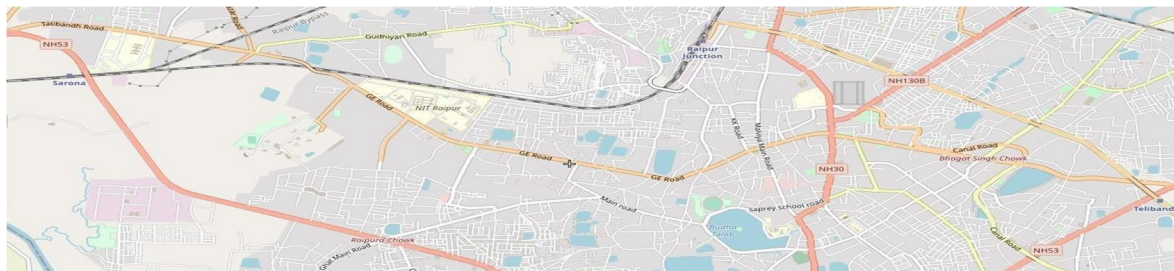 Tatibandh Road
NH53
Sarona
Raipur Bypass
Gudhiyari Road
GE Road
NIT Raipur
GE Road
GE Road
Main road
Raipura Chowk
Ghat Main Road
Raipur
Junction
KK Road
Malviya Main Road
NH130B
NH30
Saprey school road
Budha
Talab
Canal Road
Bhagat Singh Chowk
Canal Road
NH53
Teliband